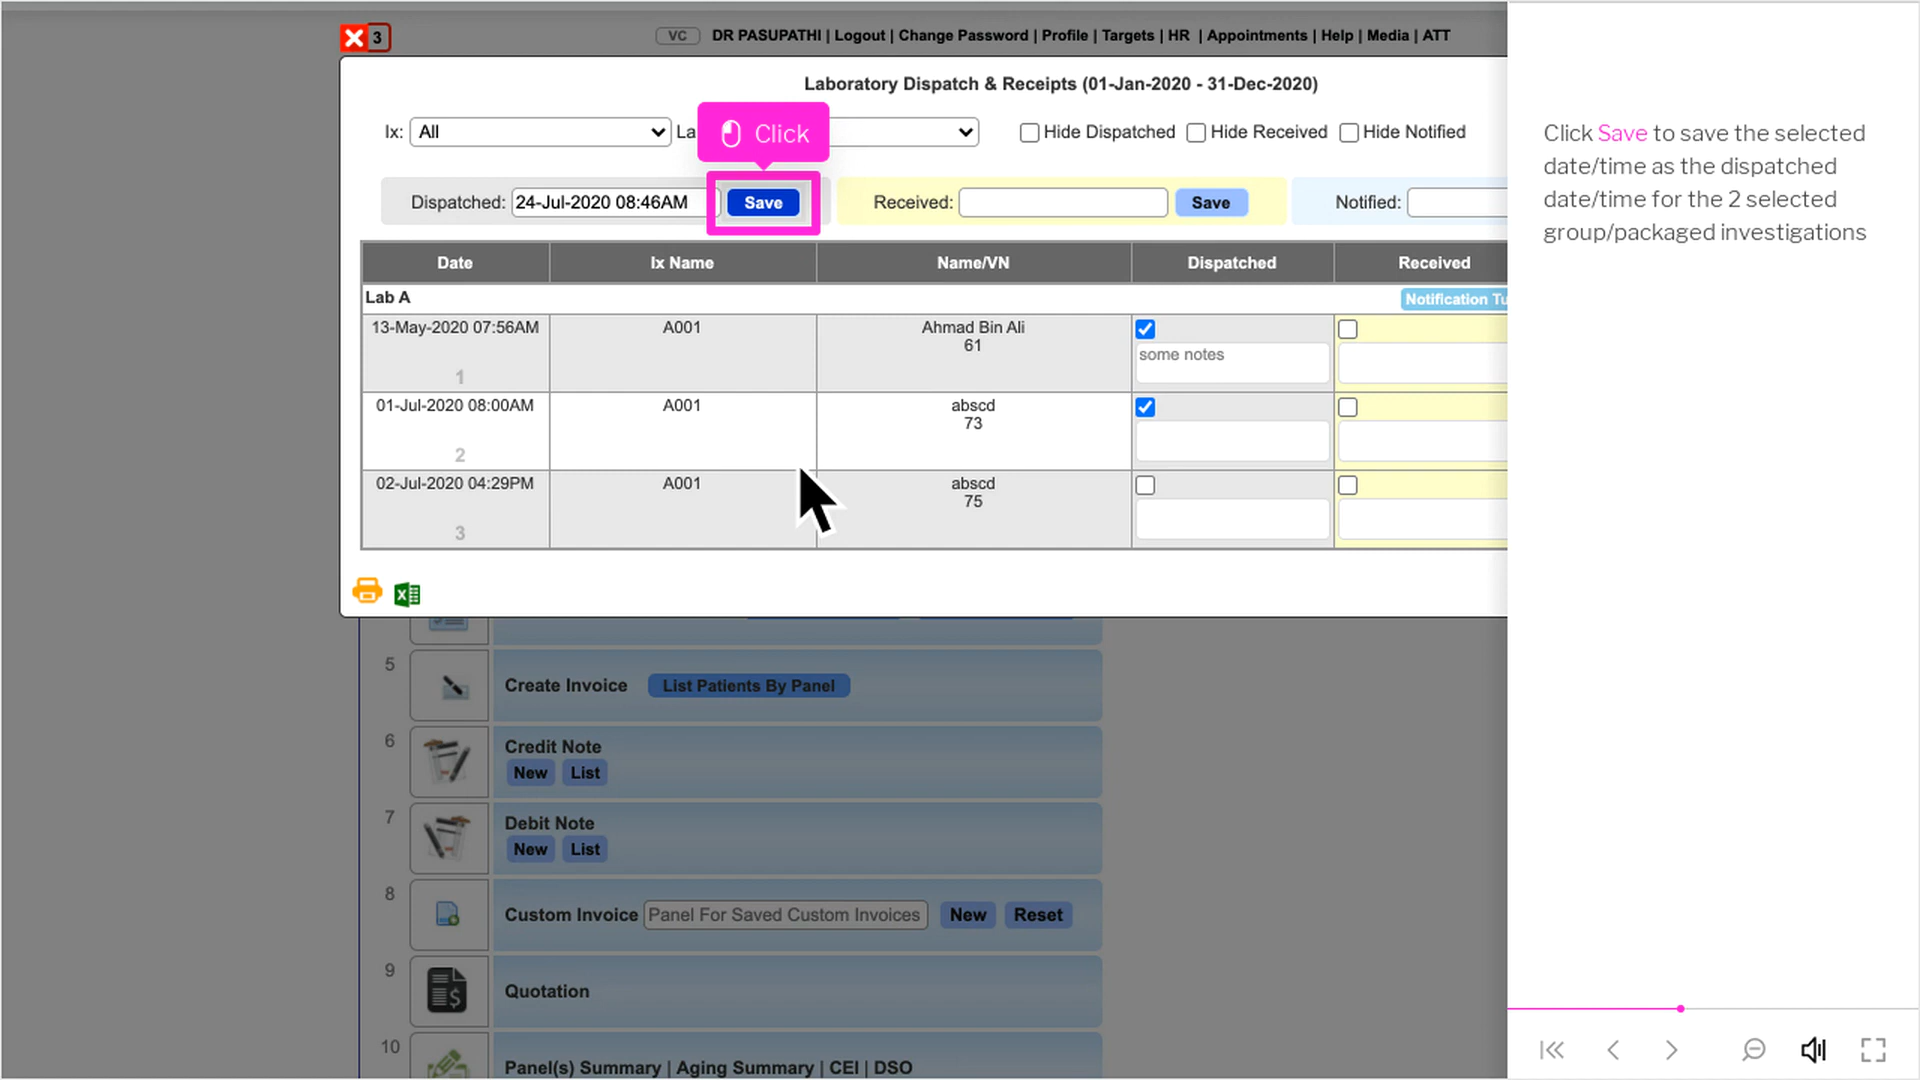 3
VC DR PASUPATHI | Logout | Change Password | Profile | Targets | HR | Appointments | Help | Media | ATT
Laboratory Dispatch & Receipts (01-Jan-2020 - 31-Dec-2020)
Ix: All La Hide Dispatched Hide Received Hide Notified
Click
Dispatched: 24-Jul-2020 08:46AM Save Received: Save Notified:
Date Ix Name Name/VN Dispatched Received
Lab A Notification Tu
13-May-2020 07:56AM A001 Ahmad Bin Ali
61
some notes
1
01-Jul-2020 08:00AM A001 abscd
73
2
02-Jul-2020 04:29PM A001 abscd
75
3
5 Create Invoice List Patients By Panel
6 Credit Note
New List
7 Debit Note
New List
8 Custom Invoice Panel For Saved Custom Invoices New Reset
9 Quotation
10 Panel(s) Summary | Aging Summary | CEI | DSO
Click Save to save the selected
date/time as the dispatched
date/time for the 2 selected
group/packaged investigations